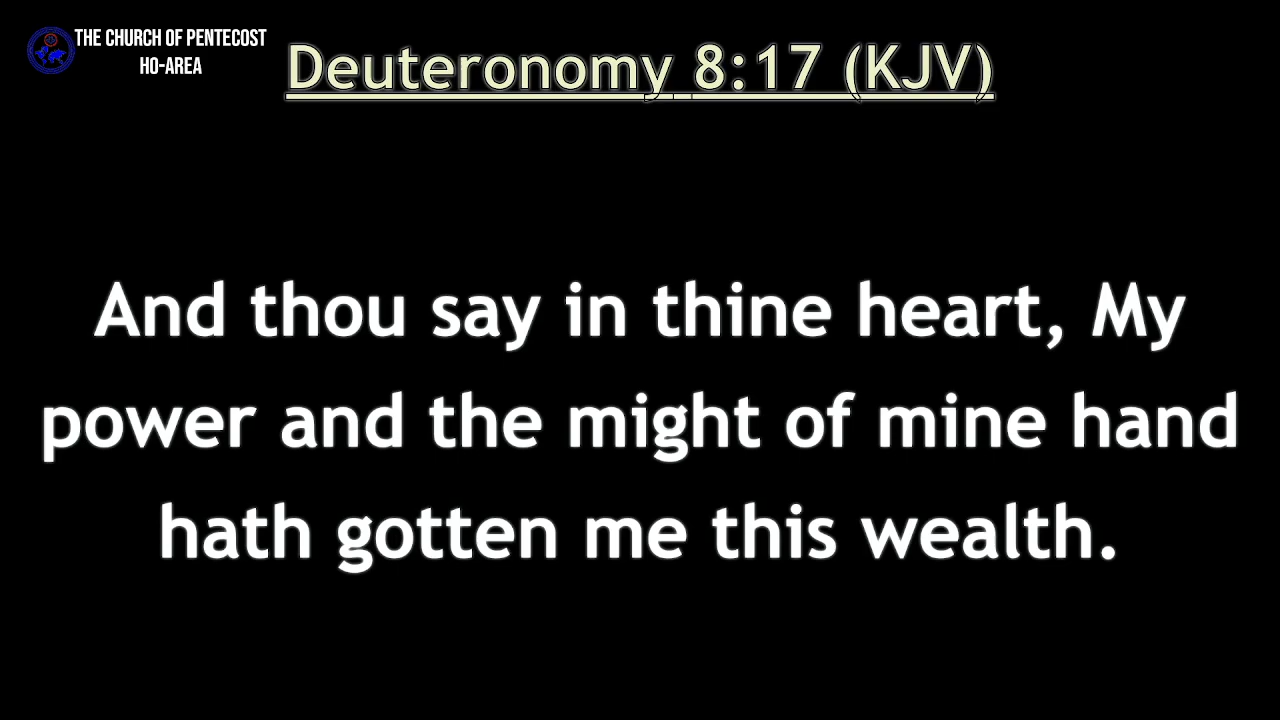 THE CHURCH OF PENTECOST
HO-AREA
Deuteronomy 8:17 (KJV)
And thou say in thine heart, My
power and the might of mine hand
hath gotten me this wealth.